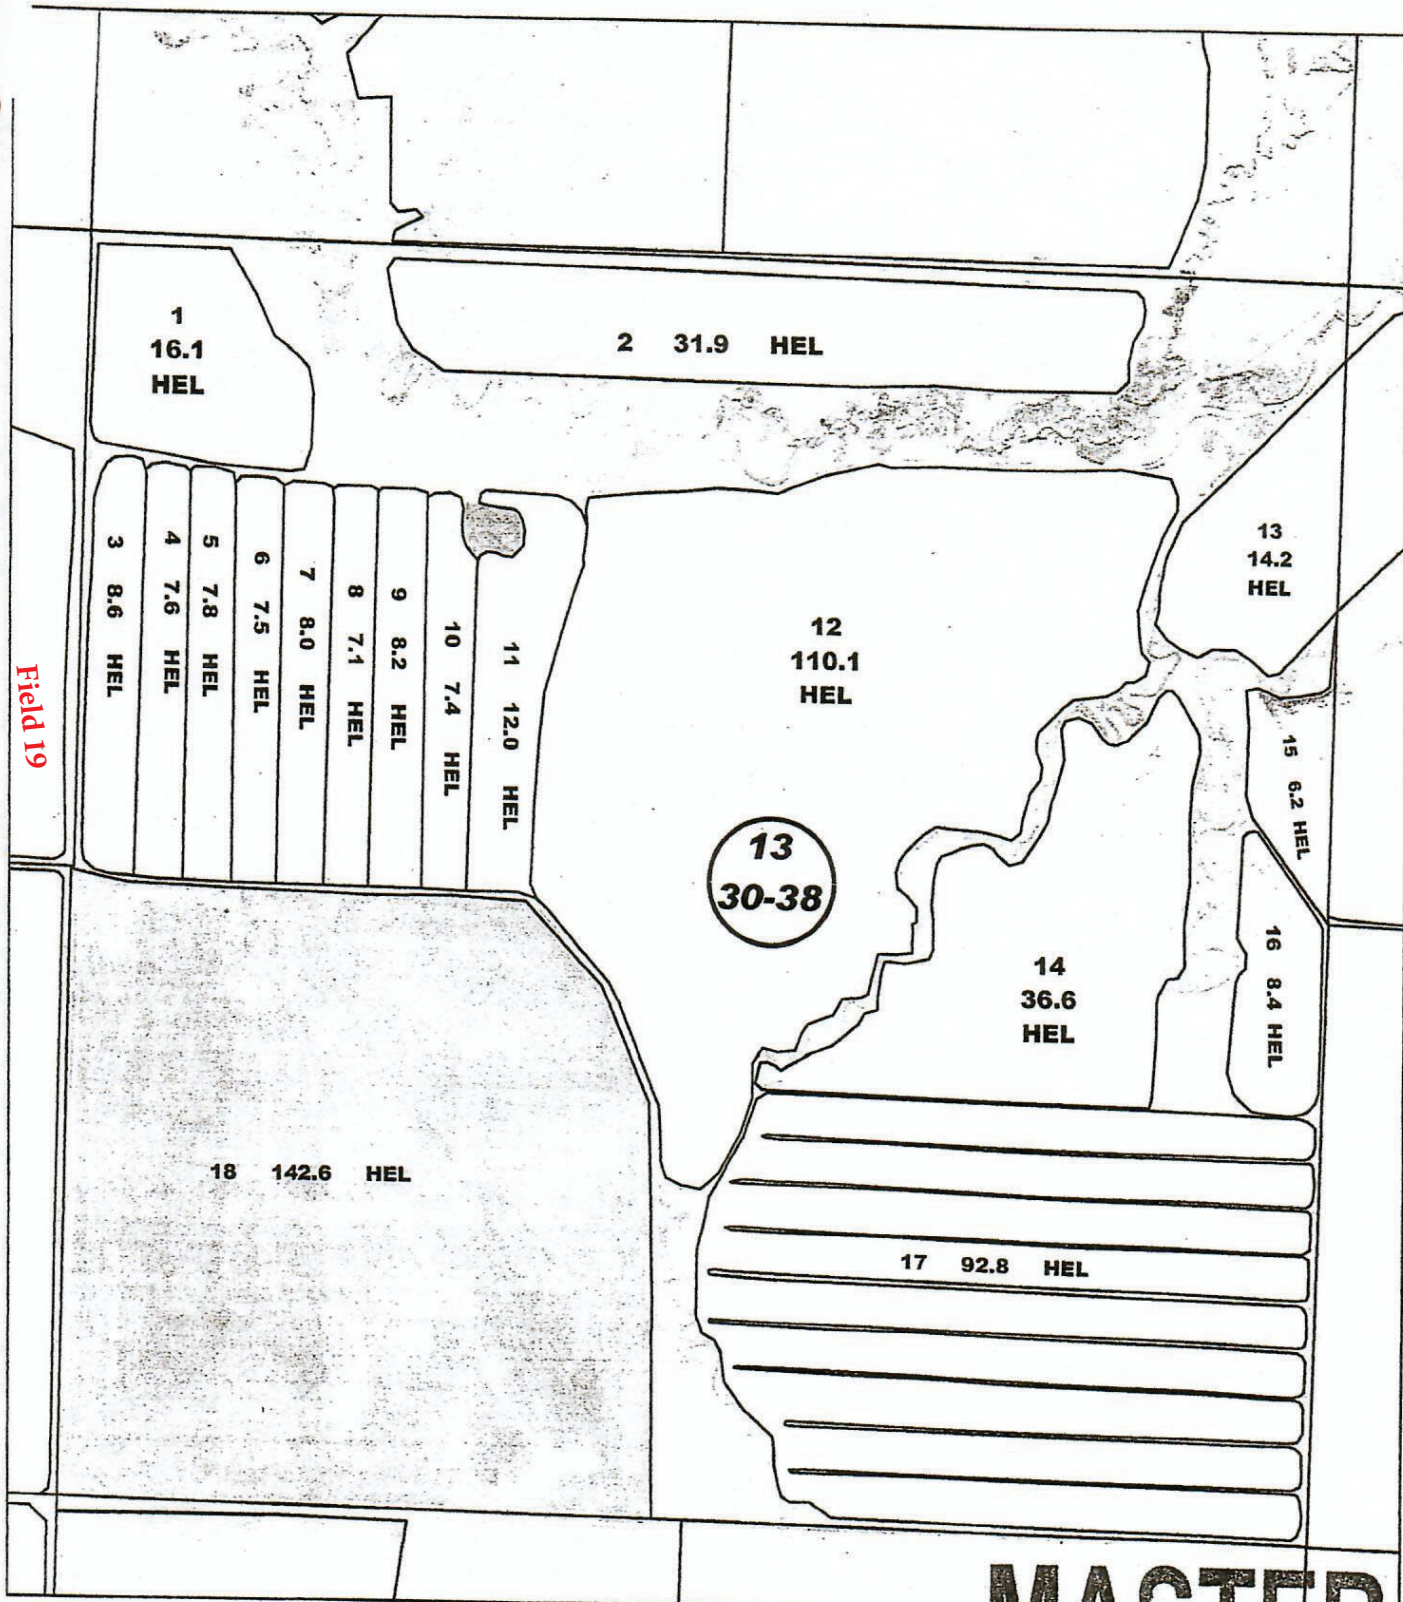 1
16.1
HEL
2 31.9 HEL
3 8.6 HEL
4 7.6 HEL
5 7.8 HEL
6 7.5 HEL
7 8.0 HEL
8 7.1 HEL
9 8.2 HEL
10 7.4 HEL
11 12.0 HEL
12
110.1
HEL
13
14.2
HEL
Field 19
15 6.2 HEL
13
30-38
14
36.6
HEL
16 8.4 HEL
18 142.6 HEL
17 92.8 HEL
MASTER